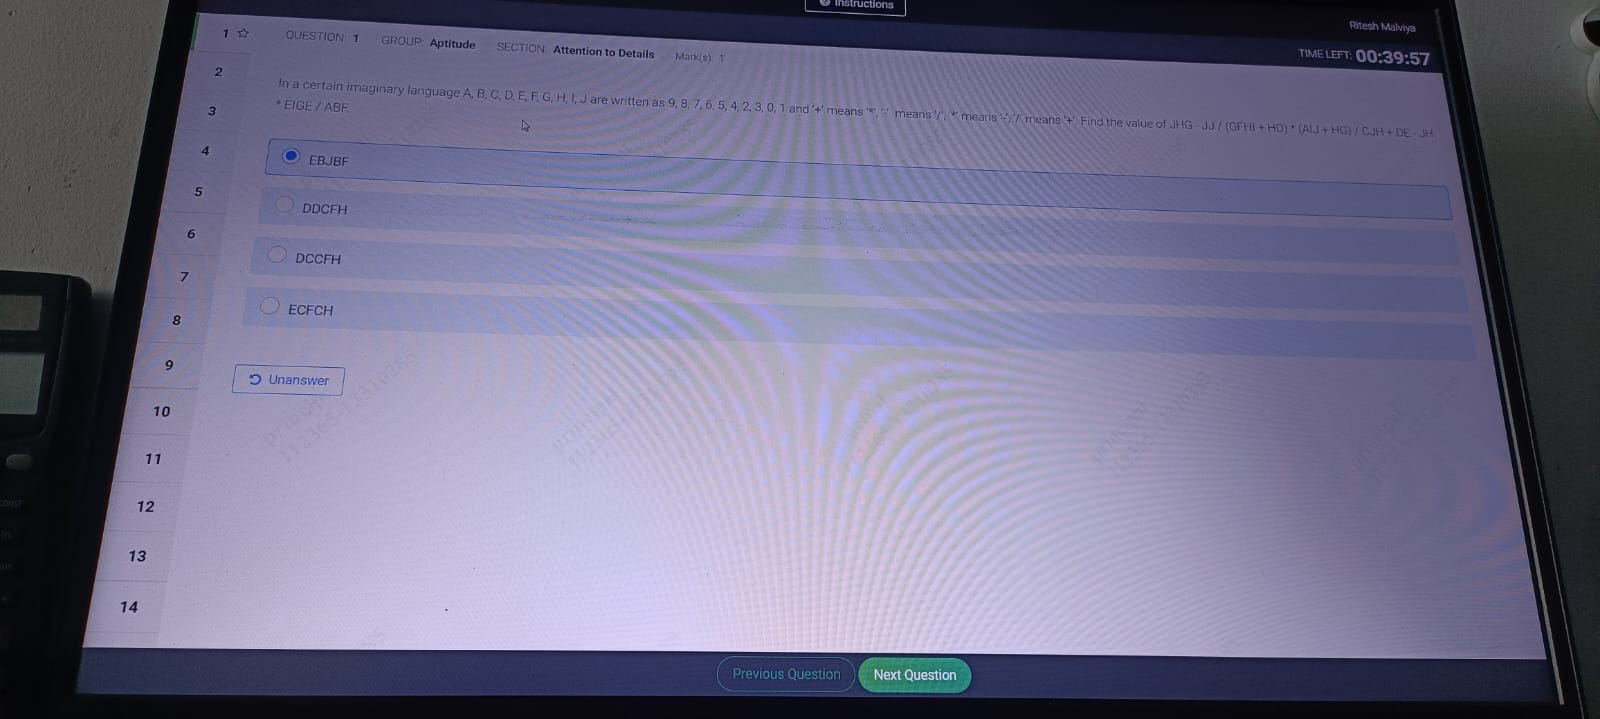 Instructions
Ritesh Malviya
1 ☆ QUESTION: 1 GROUP: Aptitude SECTION: Attention to Details Mark(s): 1
TIME LEFT: 00:39:57
In a certain imaginary language A, B, C, D, E, F, G, H, I, J are written as 9, 8, 7, 6, 5, 4, 2, 3, 0, 1 and '+' means '*', '-' means '/', '*' means '-', '/' means '+'. Find the value of JHG - JJ / (GFHI + HD) * (AIJ + HG) / CJH + DE - JH
* EIGE / ABF.
EBJBF
DDCFH
DCCFH
ECFCH
Unanswer
2
3
4
5
6
7
8
9
10
11
12
13
14
Previous Question
Next Question